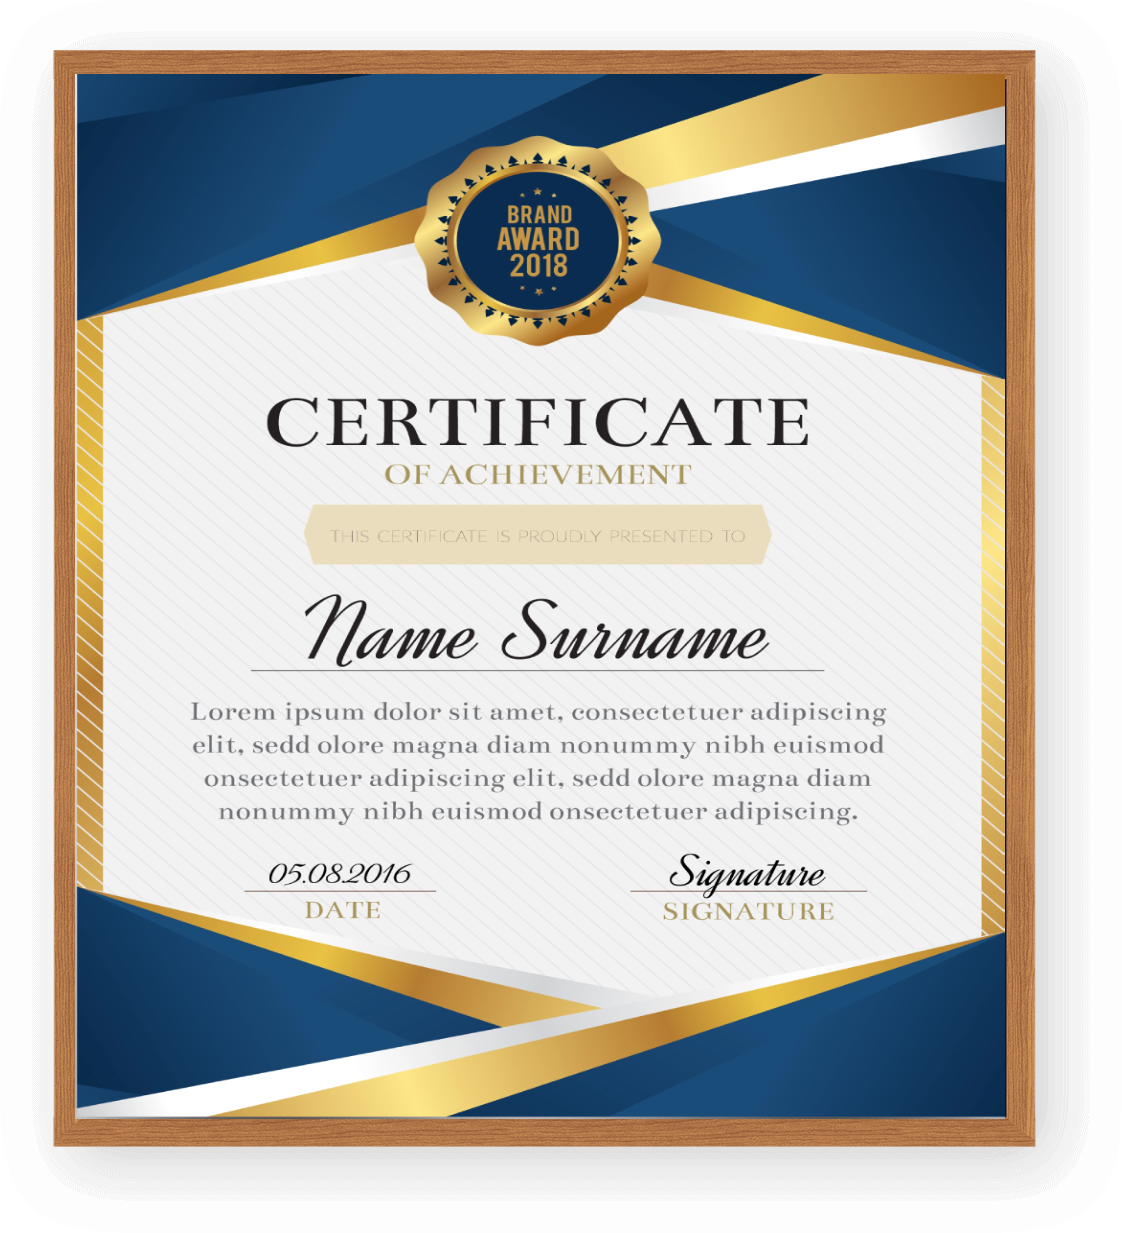 BRAND
AWARD
2018
CERTIFICATE
OF ACHIEVEMENT
THIS CERTIFICATE IS PROUDLY PRESENTED TO
Name Surname
Lorem ipsum dolor sit amet, consectetuer adipiscing
elit, sedd olore magna diam nonummy nibh euismod
onsectetuer adipiscing elit, sedd olore magna diam
nonummy nibh euismod onsectetuer adipiscing.
05.08.2016 Signature
DATE SIGNATURE